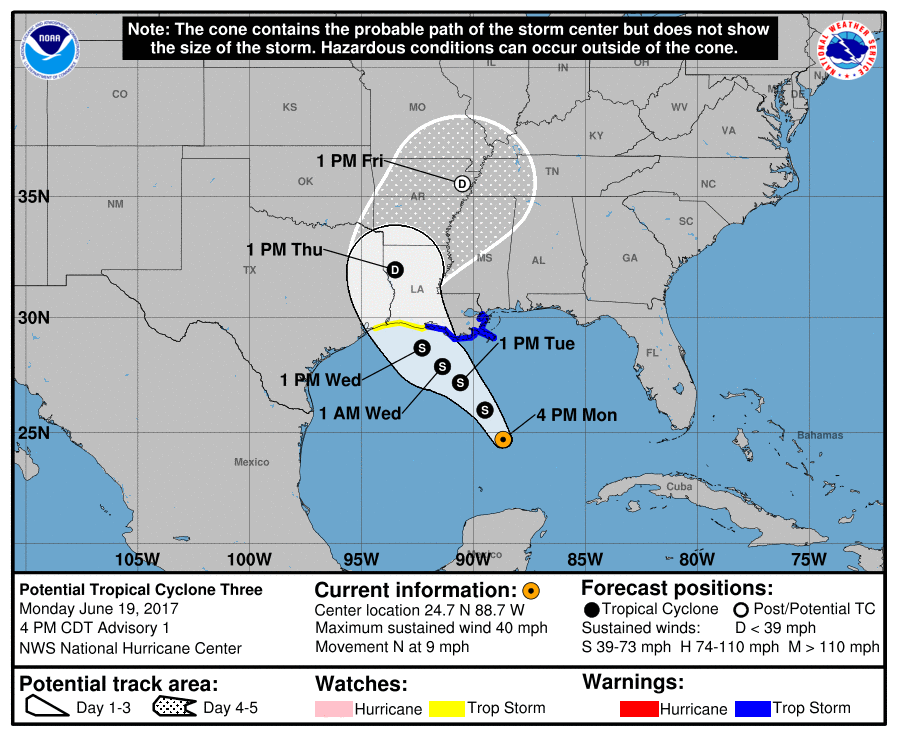 Note: The cone contains the probable path of the storm center but does not show
the size of the storm. Hazardous conditions can occur outside of the cone.
NOAA
NATIONAL WEATHER SERVICE
IL
IN
OH
NJ
DE
CO
KS
MO
WV
VA
KY
1 PM Fri
D
TN
OK
AR
35N
NM
NC
SC
1 PM Thu
MS
AL
GA
TX
D
LA
30N
1 PM Tue
S
FL
1 PM Wed
S
S
1 AM Wed
S
4 PM Mon
25N
Bahamas
Mexico
Cuba
Mexico
105W
100W
95W
90W
85W
80W
75W
Potential Tropical Cyclone Three
Monday June 19, 2017
4 PM CDT Advisory 1
NWS National Hurricane Center
Current information:
Center location 24.7 N 88.7 W
Maximum sustained wind 40 mph
Movement N at 9 mph
Forecast positions:
Tropical Cyclone Post/Potential TC
Sustained winds: D < 39 mph
S 39-73 mph H 74-110 mph M > 110 mph
Potential track area:
Day 1-3 Day 4-5
Watches:
Hurricane Trop Storm
Warnings:
Hurricane Trop Storm